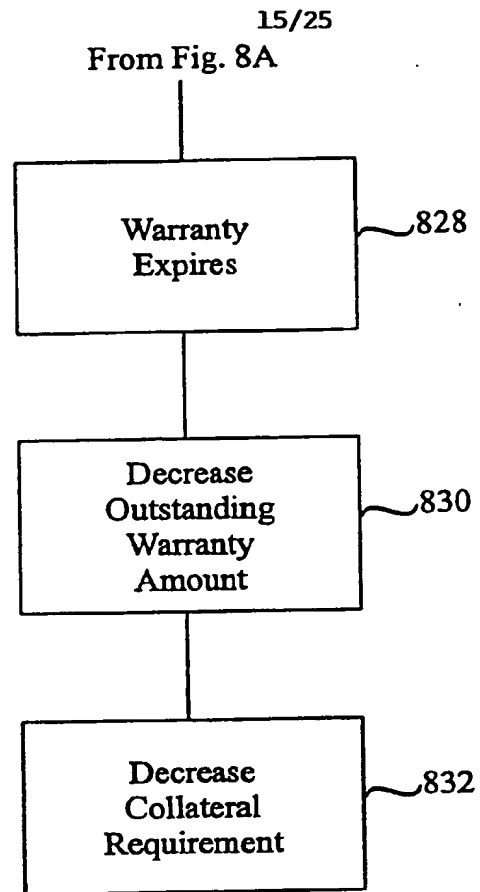 15/25
From Fig. 8A
Warranty
Expires
828
Decrease
Outstanding
Warranty
Amount
830
Decrease
Collateral
Requirement
832